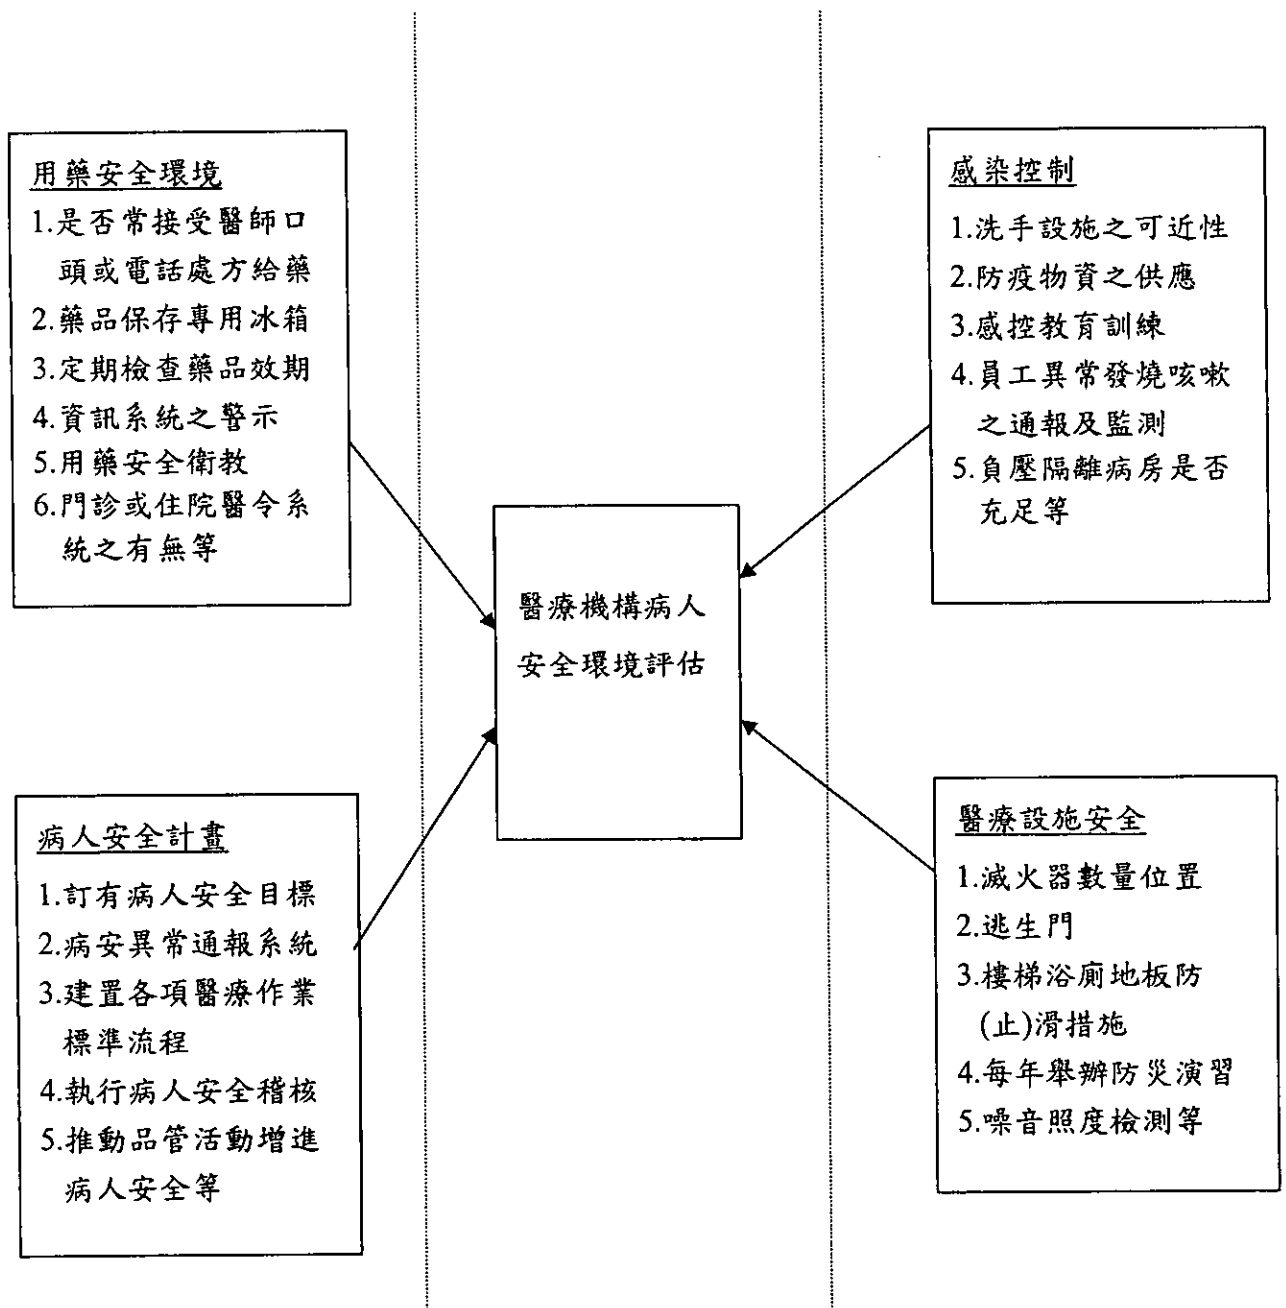 用藥安全環境
1.是否常接受醫師口
頭或電話處方給藥
2.藥品保存專用冰箱
3.定期檢查藥品效期
4.資訊系統之警示
5.用藥安全衛教
6.門診或住院醫令系
統之有無等
感染控制
1.洗手設施之可近性
2.防疫物資之供應
3.感控教育訓練
4.員工異常發燒咳嗽
之通報及監測
5.負壓隔離病房是否
充足等
醫療機構病人
安全環境評估
病人安全計畫
1.訂有病人安全目標
2.病安異常通報系統
3.建置各項醫療作業
標準流程
4.執行病人安全稽核
5.推動品管活動增進
病人安全等
醫療設施安全
1.滅火器數量位置
2.逃生門
3.樓梯浴廁地板防
(止)滑措施
4.每年舉辦防災演習
5.噪音照度檢測等